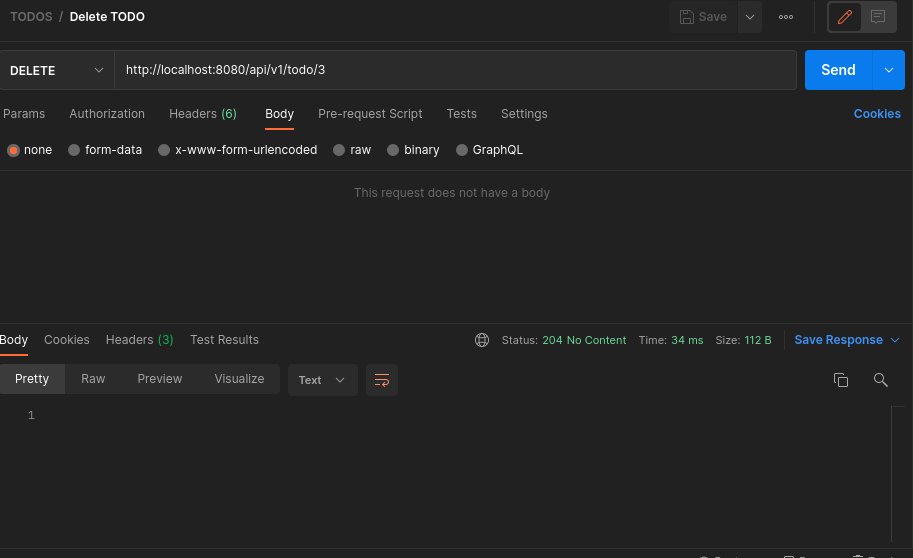 TODOS / Delete TODO Save
DELETE http://localhost:8080/api/v1/todo/3 Send
Params Authorization Headers (6) Body Pre-request Script Tests Settings Cookies
none form-data x-www-form-urlencoded raw binary GraphQL
This request does not have a body
Body Cookies Headers (3) Test Results Status: 204 No Content Time: 34 ms Size: 112 B Save Response
Pretty Raw Preview Visualize Text
1